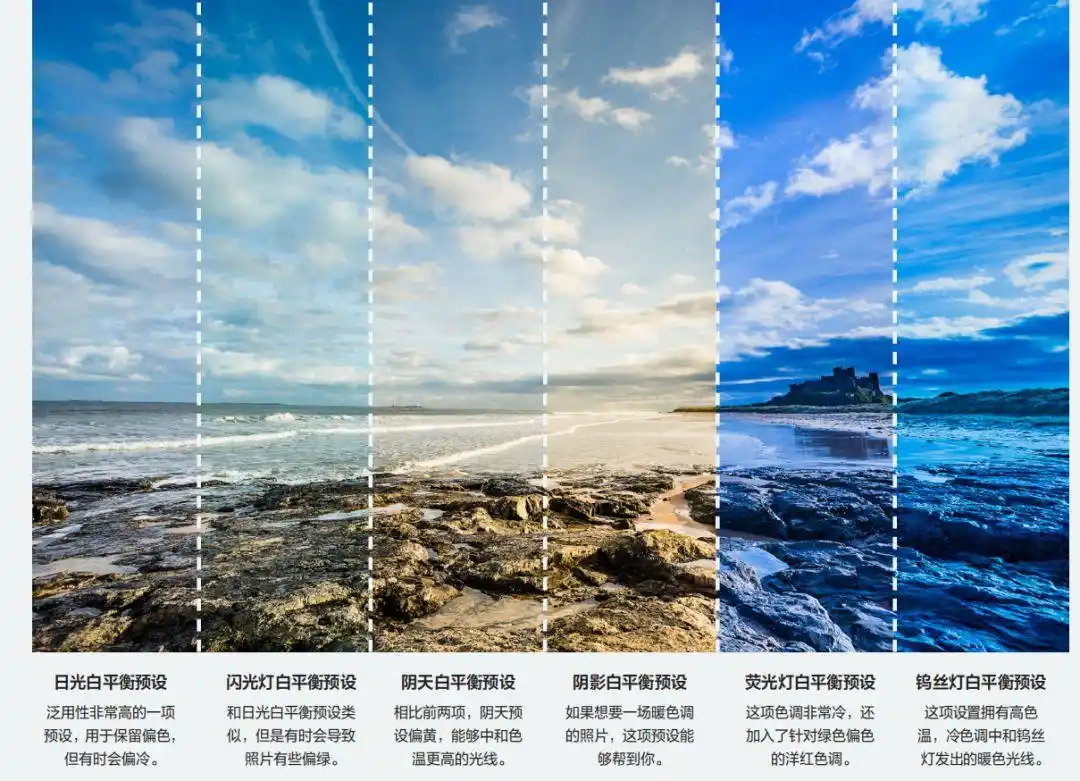 日光白平衡预设
泛用性非常高的一项
预设，用于保留偏色，
但有时会偏冷。
闪光灯白平衡预设
和日光白平衡预设类
似，但是有时会导致
照片有些偏绿。
阴天白平衡预设
相比前两项，阴天预
设偏黄，能够中和色
温更高的光线。
阴影白平衡预设
如果想要一场暖色调
的照片，这项预设能
够帮到你。
荧光灯白平衡预设
这项色调非常冷，还
加入了针对绿色偏色
的洋红色调。
钨丝灯白平衡预设
这项设置拥有高色
温，冷色调中和钨丝
灯发出的暖色光线。